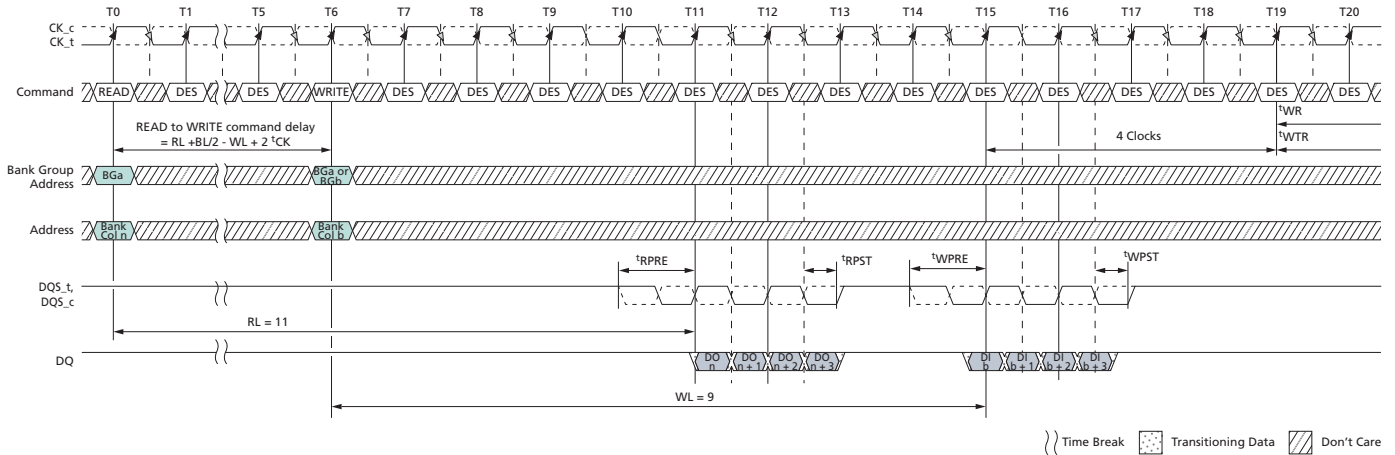 T0 T1 T5 T6 T7 T8 T9 T10 T11 T12 T13 T14 T15 T16 T17 T18 T19 T20
CK_c
CK_t
Command READ DES DES WRITE DES DES DES DES DES DES DES DES DES DES DES DES DES DES
tWR
READ to WRITE command delay
= RL +BL/2 - WL + 2 tCK
4 Clocks
tWTR
Bank Group
Address
BGa
BGa or
BGb
Address
Bank
Col n
Bank
Col b
tRPRE tRPST tWPRE tWPST
DQS_t,
DQS_c
RL = 11
DQ
DO
n
DO
n + 1
DO
n + 2
DO
n + 3
DI
b
DI
b + 1
DI
b + 2
DI
b + 3
WL = 9
Time Break Transitioning Data Don't Care